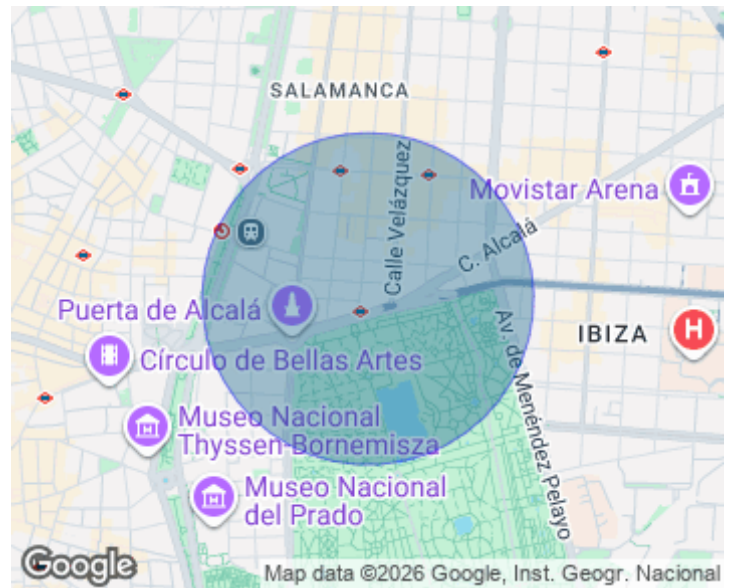 SALAMANCA
Calle Velázquez
Movistar Arena
C. Alcalá
Puerta de Alcalá
IBIZA
H
Círculo de Bellas Artes
Av. de Menéndez Pelayo
Museo Nacional
Thyssen-Bornemisza
Museo Nacional
del Prado
Google
Map data ©2026 Google, Inst. Geogr. Nacional